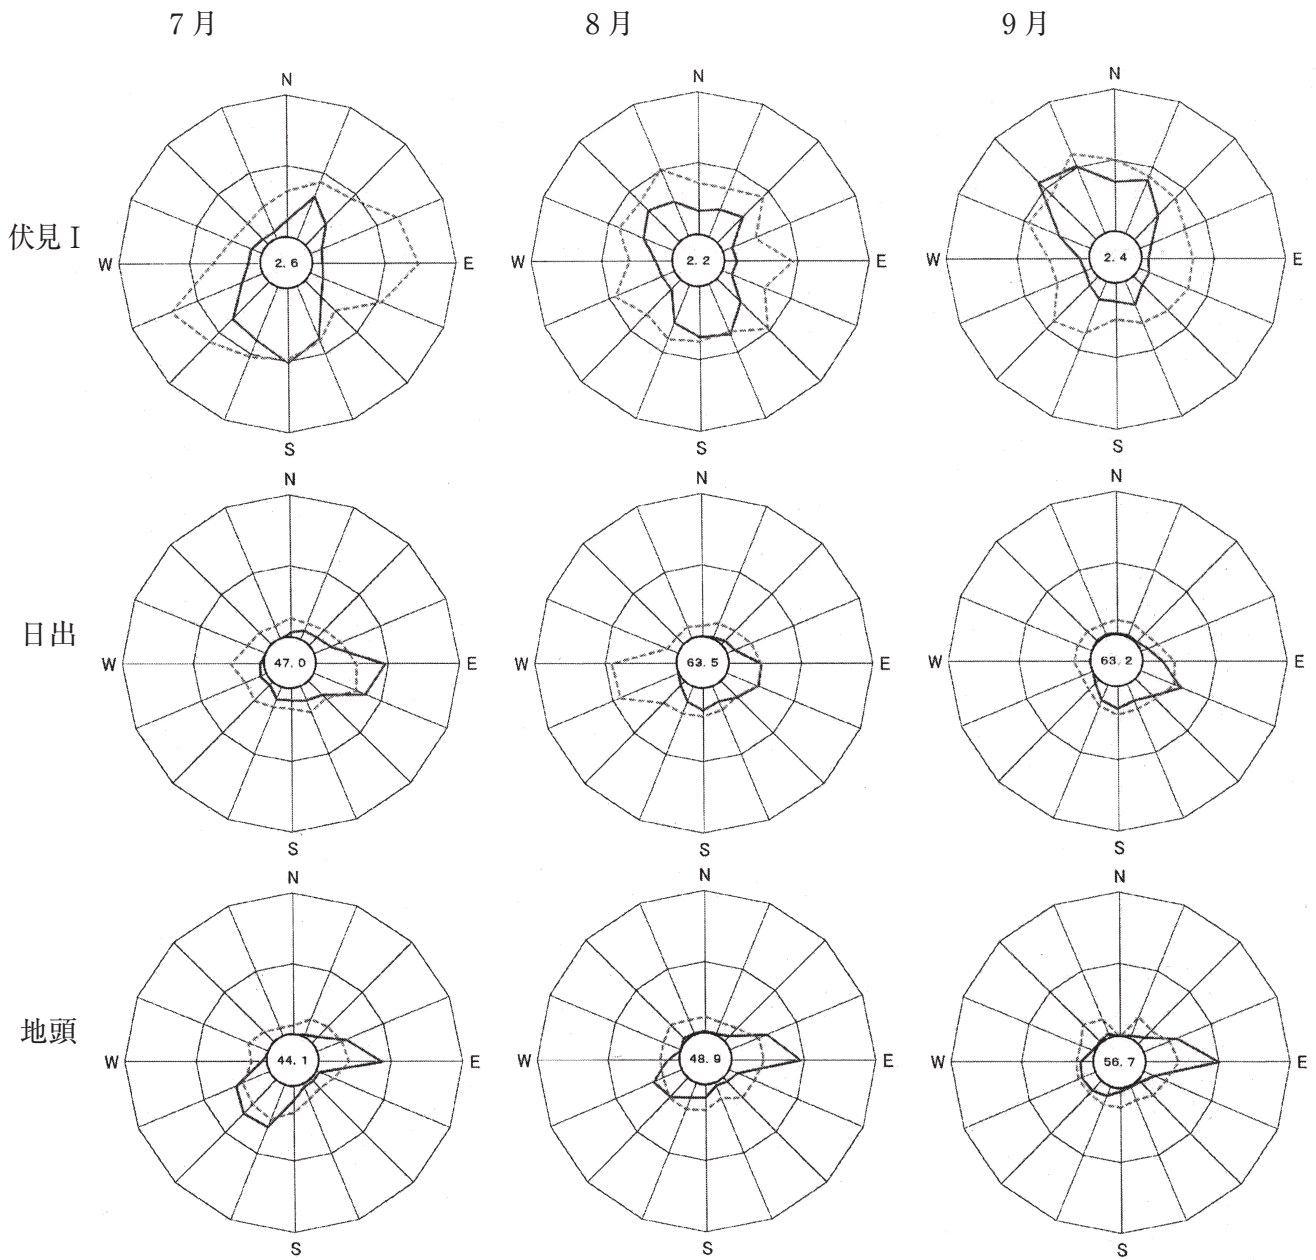 7月 8月 9月
N N N
伏見 I W 2.6 E W 2.2 E W 2.4 E
S S S
N N N
日出 W 47.0 E W 63.5 E W 63.2 E
S S S
N N N
地頭 W 44.1 E W 48.9 E W 56.7 E
S S S